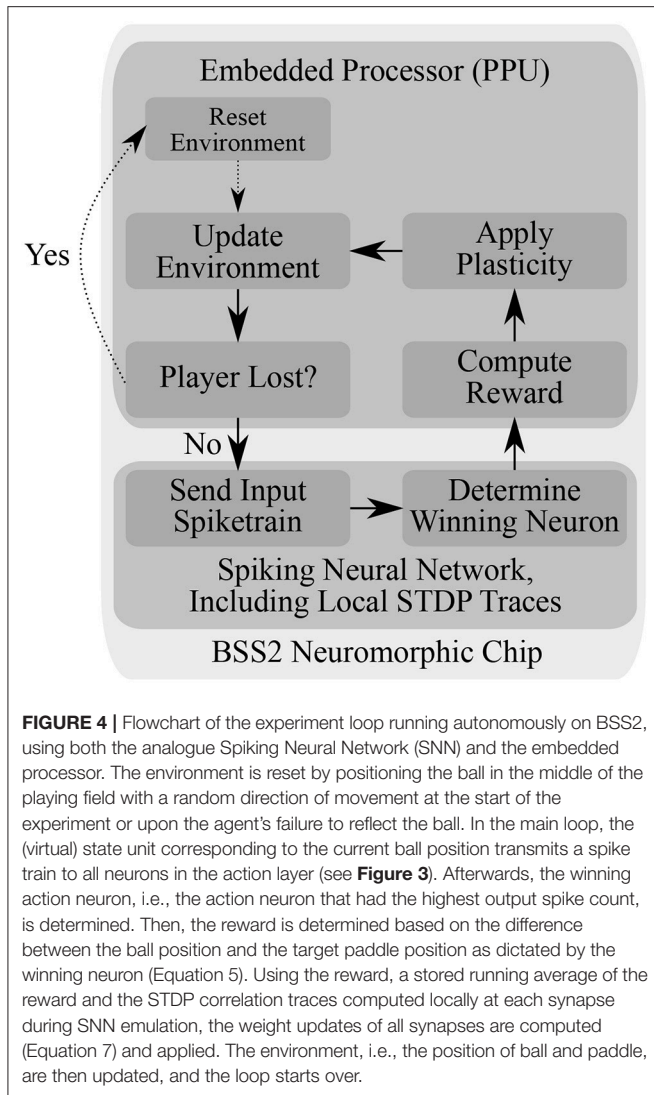 Embedded Processor (PPU)
Reset
Environment
Update
Environment
Apply
Plasticity
Yes
Player Lost?
Compute
Reward
No
Send Input
Spiketrain
Determine
Winning Neuron
Spiking Neural Network,
Including Local STDP Traces
BSS2 Neuromorphic Chip
FIGURE 4 | Flowchart of the experiment loop running autonomously on BSS2,
using both the analogue Spiking Neural Network (SNN) and the embedded
processor. The environment is reset by positioning the ball in the middle of the
playing field with a random direction of movement at the start of the
experiment or upon the agent's failure to reflect the ball. In the main loop, the
(virtual) state unit corresponding to the current ball position transmits a spike
train to all neurons in the action layer (see Figure 3). Afterwards, the winning
action neuron, i.e., the action neuron that had the highest output spike count,
is determined. Then, the reward is determined based on the difference
between the ball position and the target paddle position as dictated by the
winning neuron (Equation 5). Using the reward, a stored running average of the
reward and the STDP correlation traces computed locally at each synapse
during SNN emulation, the weight updates of all synapses are computed
(Equation 7) and applied. The environment, i.e., the position of ball and paddle,
are then updated, and the loop starts over.